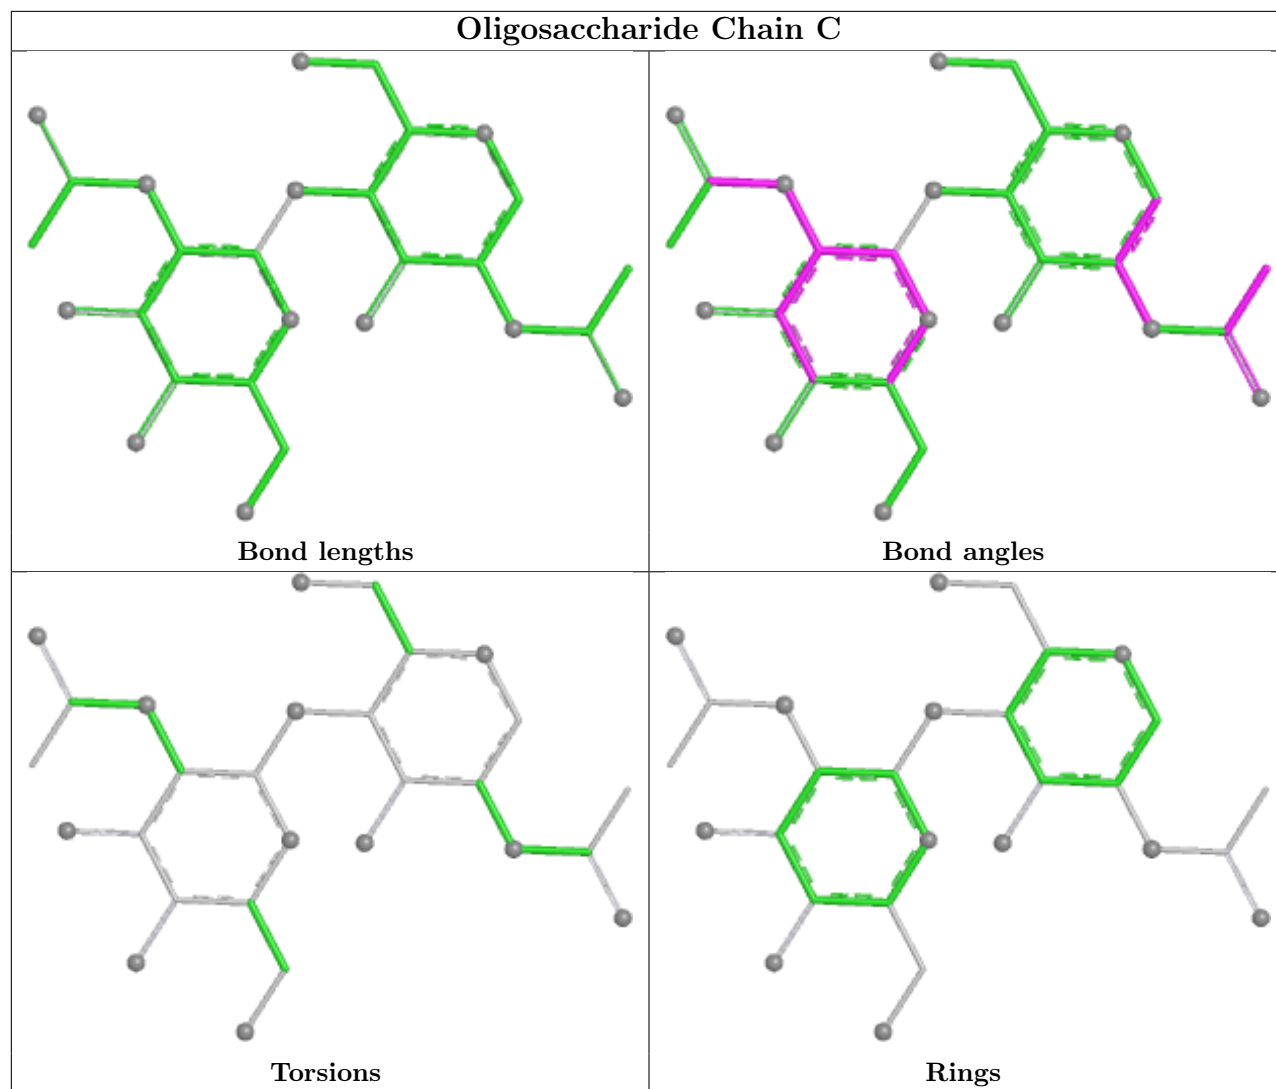 Oligosaccharide Chain C
Bond lengths
Bond angles
Torsions
Rings